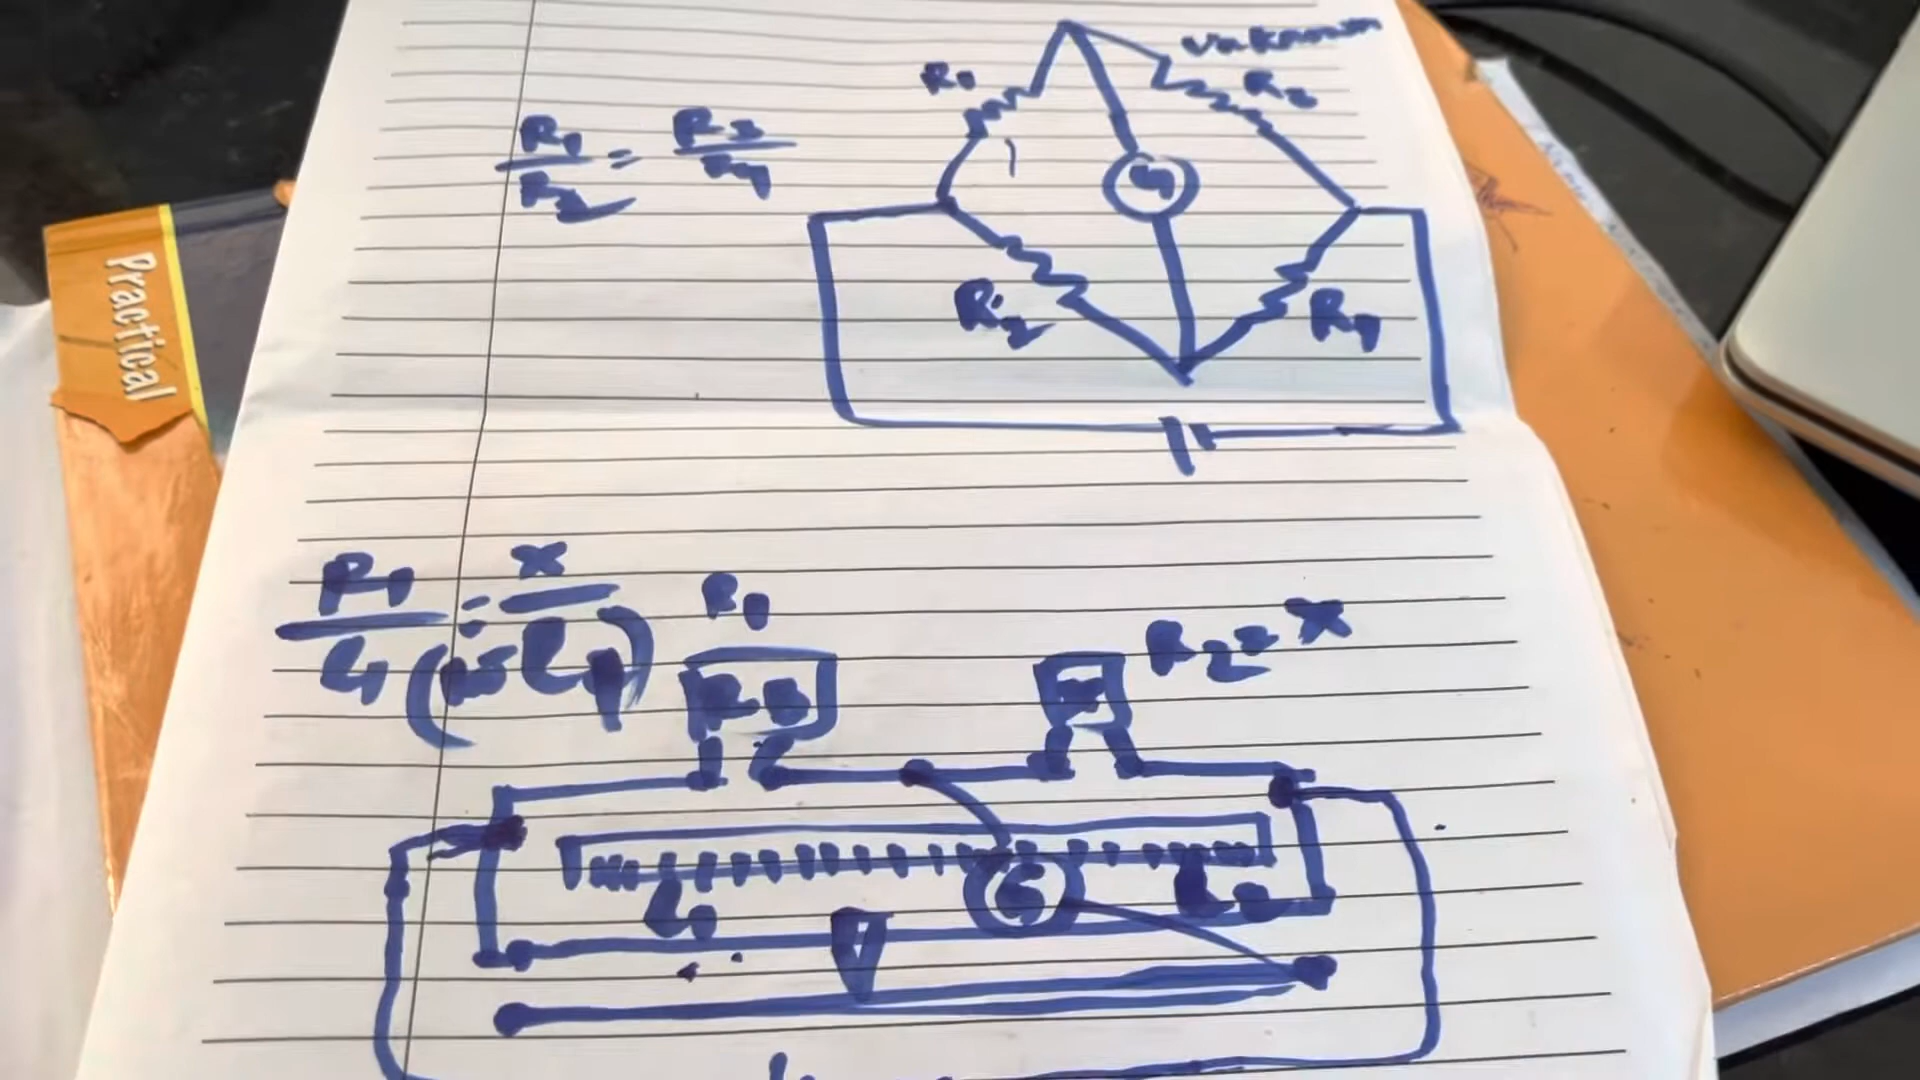 unknown
R1
R3
R1/R2 = R3/R4
G
R2
R4
Practical
R1/l1 = x/(100-l1)
R1
R2 = x
RB
l1
G
l2